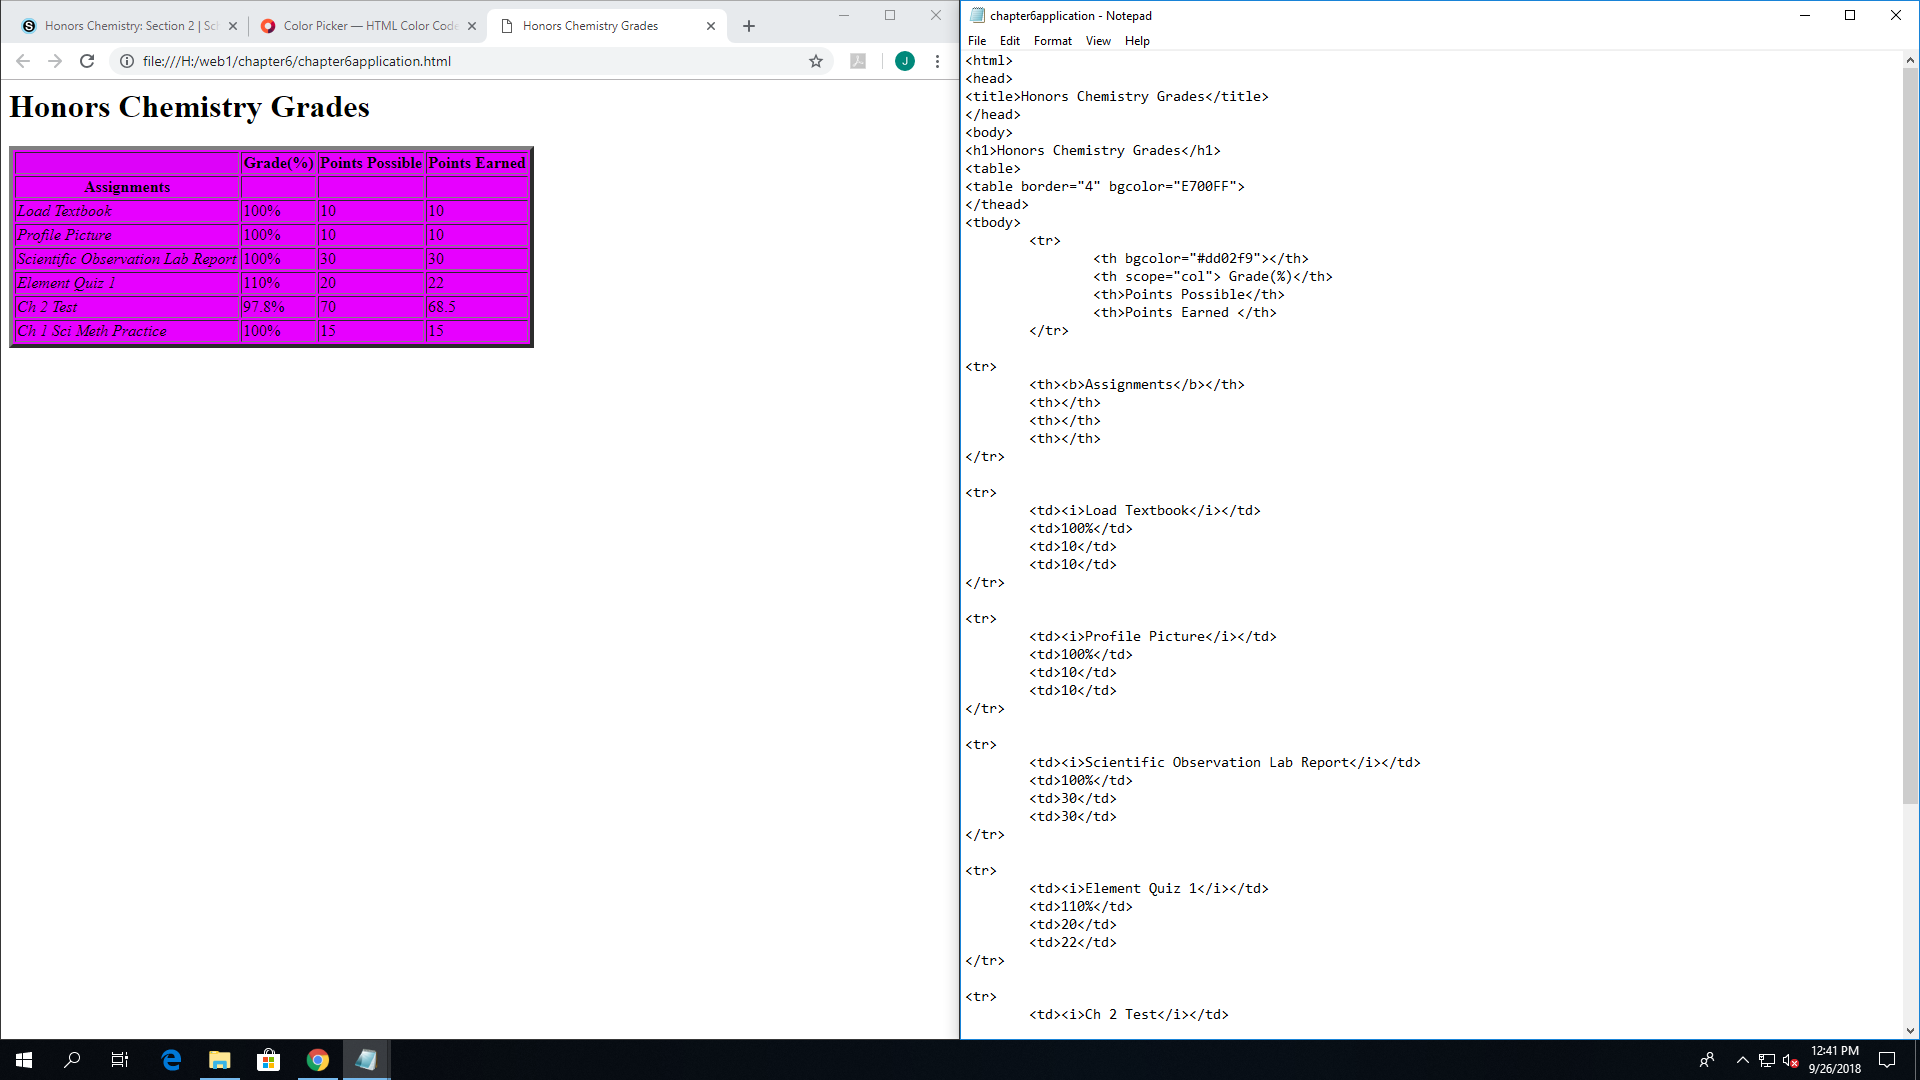 Honors Chemistry: Section 2 | Sch
Color Picker — HTML Color Code
Honors Chemistry Grades
file:///H:/web1/chapter6/chapter6application.html
J
Honors Chemistry Grades
Grade(%) Points Possible Points Earned
Assignments
Load Textbook 100% 10 10
Profile Picture 100% 10 10
Scientific Observation Lab Report 100% 30 30
Element Quiz 1 110% 20 22
Ch 2 Test 97.8% 70 68.5
Ch 1 Sci Meth Practice 100% 15 15
chapter6application - Notepad
File Edit Format View Help
<html>
<head>
<title>Honors Chemistry Grades</title>
</head>
<body>
<h1>Honors Chemistry Grades</h1>
<table>
<table border="4" bgcolor="E700FF">
</thead>
<tbody>
<tr>
<th bgcolor="#dd02f9"></th>
<th scope="col"> Grade(%)</th>
<th>Points Possible</th>
<th>Points Earned </th>
</tr>
<tr>
<th><b>Assignments</b></th>
<th></th>
<th></th>
<th></th>
</tr>
<tr>
<td><i>Load Textbook</i></td>
<td>100%</td>
<td>10</td>
<td>10</td>
</tr>
<tr>
<td><i>Profile Picture</i></td>
<td>100%</td>
<td>10</td>
<td>10</td>
</tr>
<tr>
<td><i>Scientific Observation Lab Report</i></td>
<td>100%</td>
<td>30</td>
<td>30</td>
</tr>
<tr>
<td><i>Element Quiz 1</i></td>
<td>110%</td>
<td>20</td>
<td>22</td>
</tr>
<tr>
<td><i>Ch 2 Test</i></td>
12:41 PM
9/26/2018